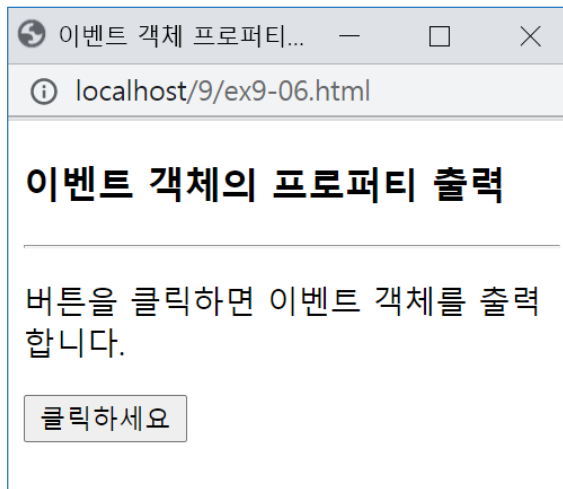 이벤트 객체 프로퍼티...
localhost/9/ex9-06.html
이벤트 객체의 프로퍼티 출력
버튼을 클릭하면 이벤트 객체를 출력
합니다.
클릭하세요